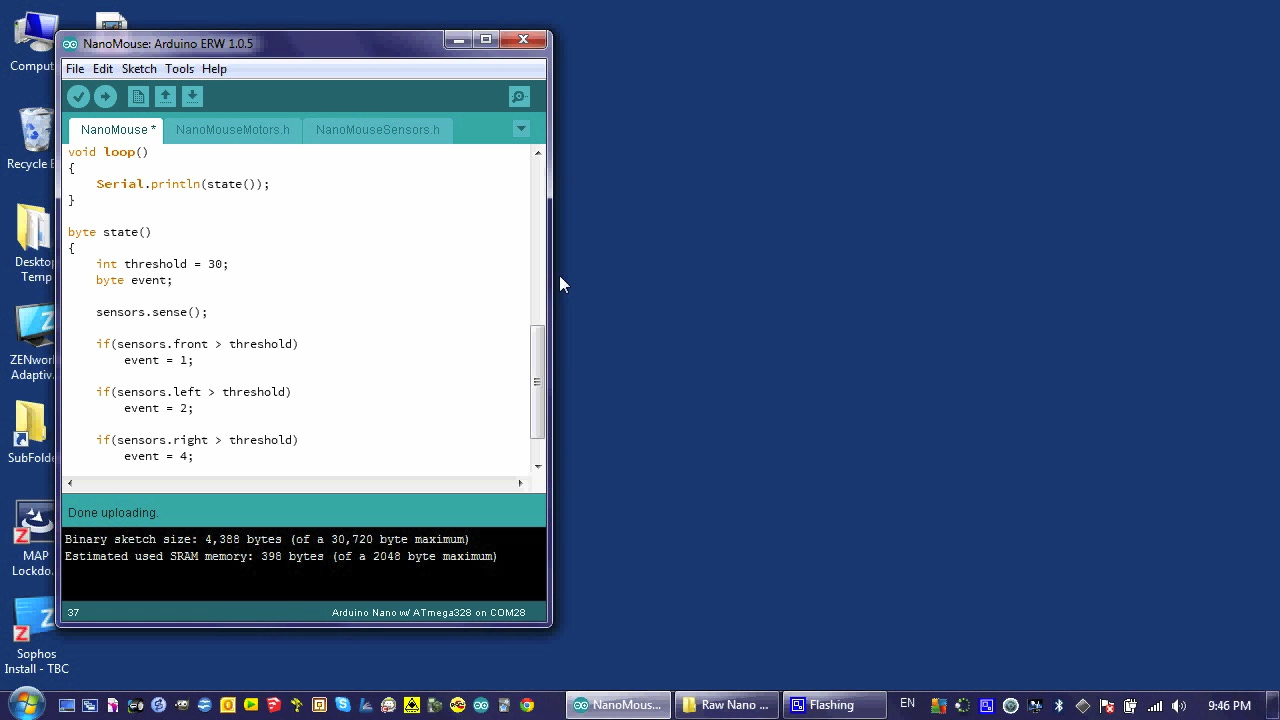 NanoMouse: Arduino ERW 1.0.5
File Edit Sketch Tools Help
NanoMouse * NanoMouseMotors.h NanoMouseSensors.h
void loop()
{
    Serial.println(state());
}
byte state()
{
    int threshold = 30;
    byte event;
    sensors.sense();
    if(sensors.front > threshold)
        event = 1;
    if(sensors.left > threshold)
        event = 2;
    if(sensors.right > threshold)
        event = 4;
Done uploading.
Binary sketch size: 4,388 bytes (of a 30,720 byte maximum)
Estimated used SRAM memory: 398 bytes (of a 2048 byte maximum)
37
Arduino Nano w/ ATmega328 on COM28
Comput
Recycle
Deskto
Temp
ZENwor
Adaptiv..
SubFolde
MAP
Lockdo..
Sophos
Install - TBC
NanoMous...
Raw Nano ...
Flashing
EN
9:46 PM